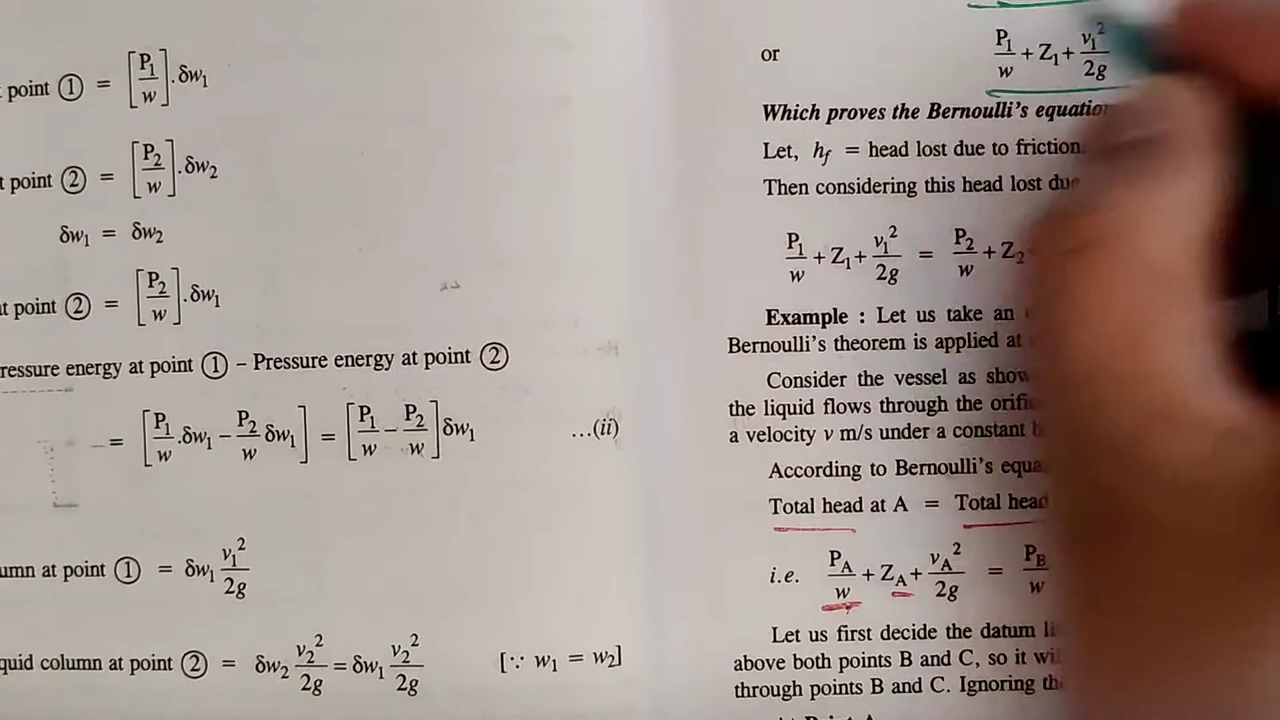 point ① = [P₁/w].δw₁
point ② = [P₂/w].δw₂
δw₁ = δw₂
at point ② = [P₂/w].δw₁
ressure energy at point ① – Pressure energy at point ②
= [P₁/w .δw₁ – P₂/w δw₁] = [P₁/w – P₂/w] δw₁ ...(ii)
umn at point ① = δw₁ v₁²/2g
quid column at point ② = δw₂ v₂²/2g = δw₁ v₂²/2g [∵ w₁ = w₂]
or P₁/w + Z₁ + v₁²/2g
Which proves the Bernoulli's equatio
Let, h_f = head lost due to friction.
Then considering this head lost du
P₁/w + Z₁ + v₁²/2g = P₂/w + Z₂
Example : Let us take an
Bernoulli's theorem is applied at
Consider the vessel as show
the liquid flows through the orifi
a velocity v m/s under a constant
According to Bernoulli's equa
Total head at A = Total head
i.e. P_A/w + Z_A + v_A²/2g = P_B/w
Let us first decide the datum li
above both points B and C, so it wi
through points B and C. Ignoring th